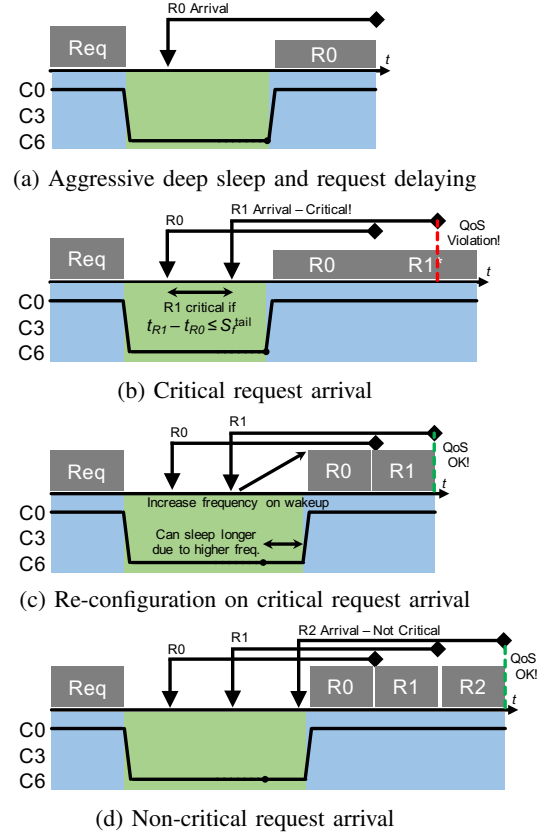 R0 Arrival
Req
R0
t
C0
C3
C6
(a) Aggressive deep sleep and request delaying
R1 Arrival – Critical!
R0
QoS
Violation!
Req
R0
R1*
t
C0
R1 critical if
tR1 – tR0 ≤ Sf tail
C3
C6
(b) Critical request arrival
R1
R0
QoS
OK!
Req
R0
R1
t
Increase frequency on wakeup
C0
C3
Can sleep longer
due to higher freq.
C6
(c) Re-configuration on critical request arrival
R2 Arrival – Not Critical
R1
R0
QoS
OK!
Req
R0
R1
R2
t
C0
C3
C6
(d) Non-critical request arrival